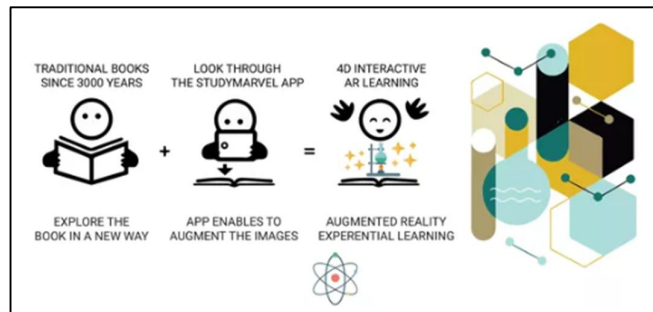 TRADITIONAL BOOKS
SINCE 3000 YEARS
LOOK THROUGH
THE STUDYMARVEL APP
4D INTERACTIVE
AR LEARNING
+
=
EXPLORE THE
BOOK IN A NEW WAY
APP ENABLES TO
AUGMENT THE IMAGES
AUGMENTED REALITY
EXPERENTIAL LEARNING